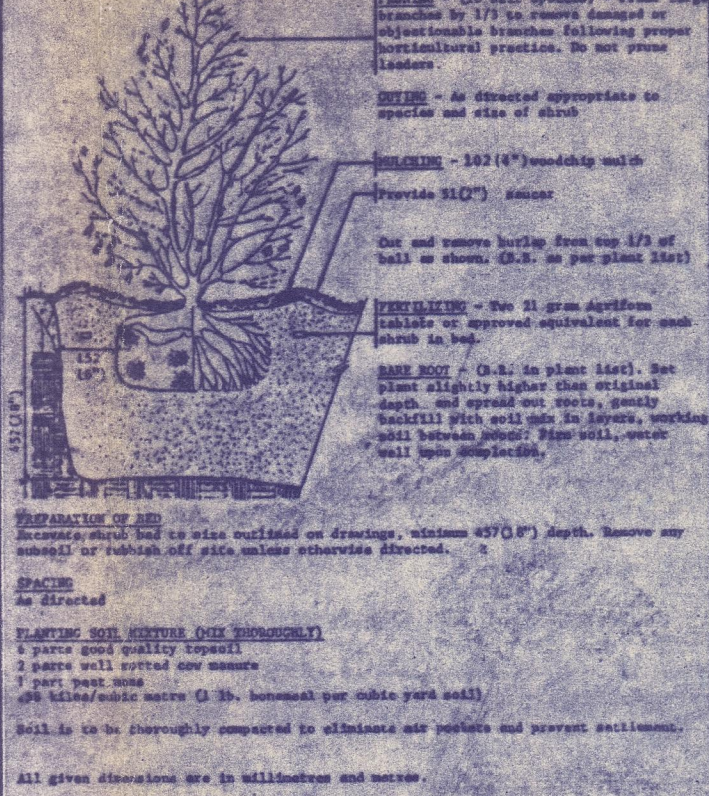 branches by 1/3 to remove damaged or
objectionable branches following proper
horticultural practice. Do not prune
leaders.
GUYING - As directed appropriate to
species and size of shrub
MULCHING - 102(4") woodchip mulch
Provide 51(2") saucer
Cut and remove burlap from top 1/3 of
ball as shown. (B.B. as per plant list)
FERTILIZING - Two 21 gram Agriform
tablets or approved equivalent for each
shrub in bed.
152
(6")
BARE ROOT - (B.R. in plant list). Set
plant slightly higher than original
depth and spread out roots, gently
backfill with soil mix in layers, working
soil between roots. Firm soil, water
well upon completion.
457(18")
PREPARATION OF BED
Excavate shrub bed to size outlined on drawings, minimum 457(18") depth. Remove any
subsoil or rubbish off site unless otherwise directed.
SPACING
As directed
PLANTING SOIL MIXTURE (MIX THOROUGHLY)
6 parts good quality topsoil
2 parts well rotted cow manure
1 part peat moss
kilos/cubic metre (1 lb. bonemeal per cubic yard soil)
Soil is to be thoroughly compacted to eliminate air pockets and prevent settlement.
All given dimensions are in millimetres and metres.